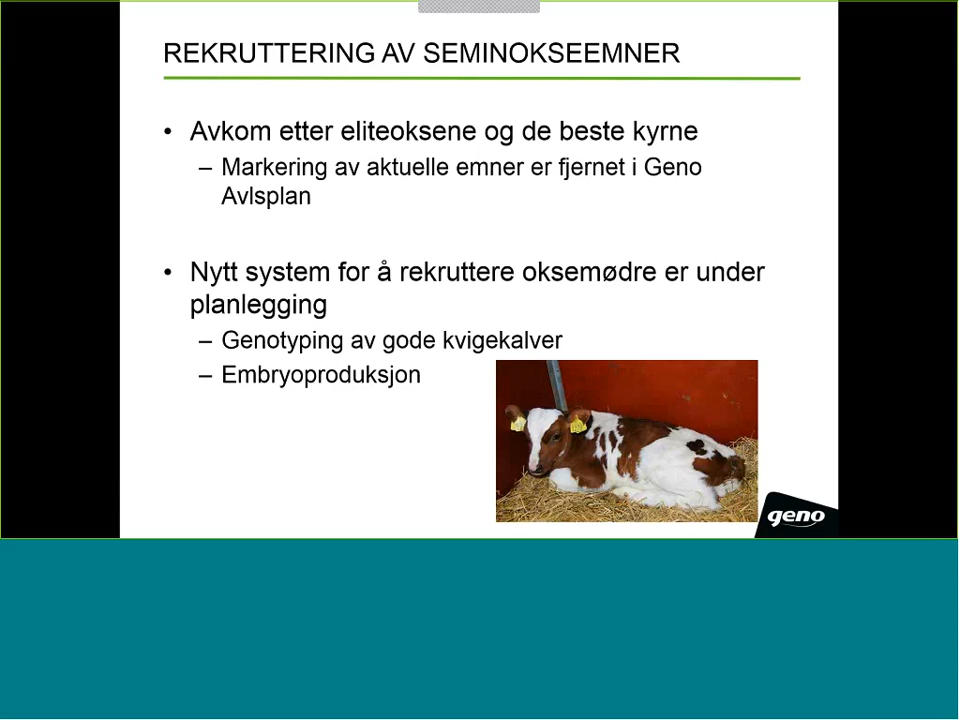 REKRUTTERING AV SEMINOKSEEMNER
• Avkom etter eliteoksene og de beste kyrne
– Markering av aktuelle emner er fjernet i Geno
Avlsplan
• Nytt system for å rekruttere oksemødre er under
planlegging
– Genotyping av gode kvigekalver
– Embryoproduksjon
geno